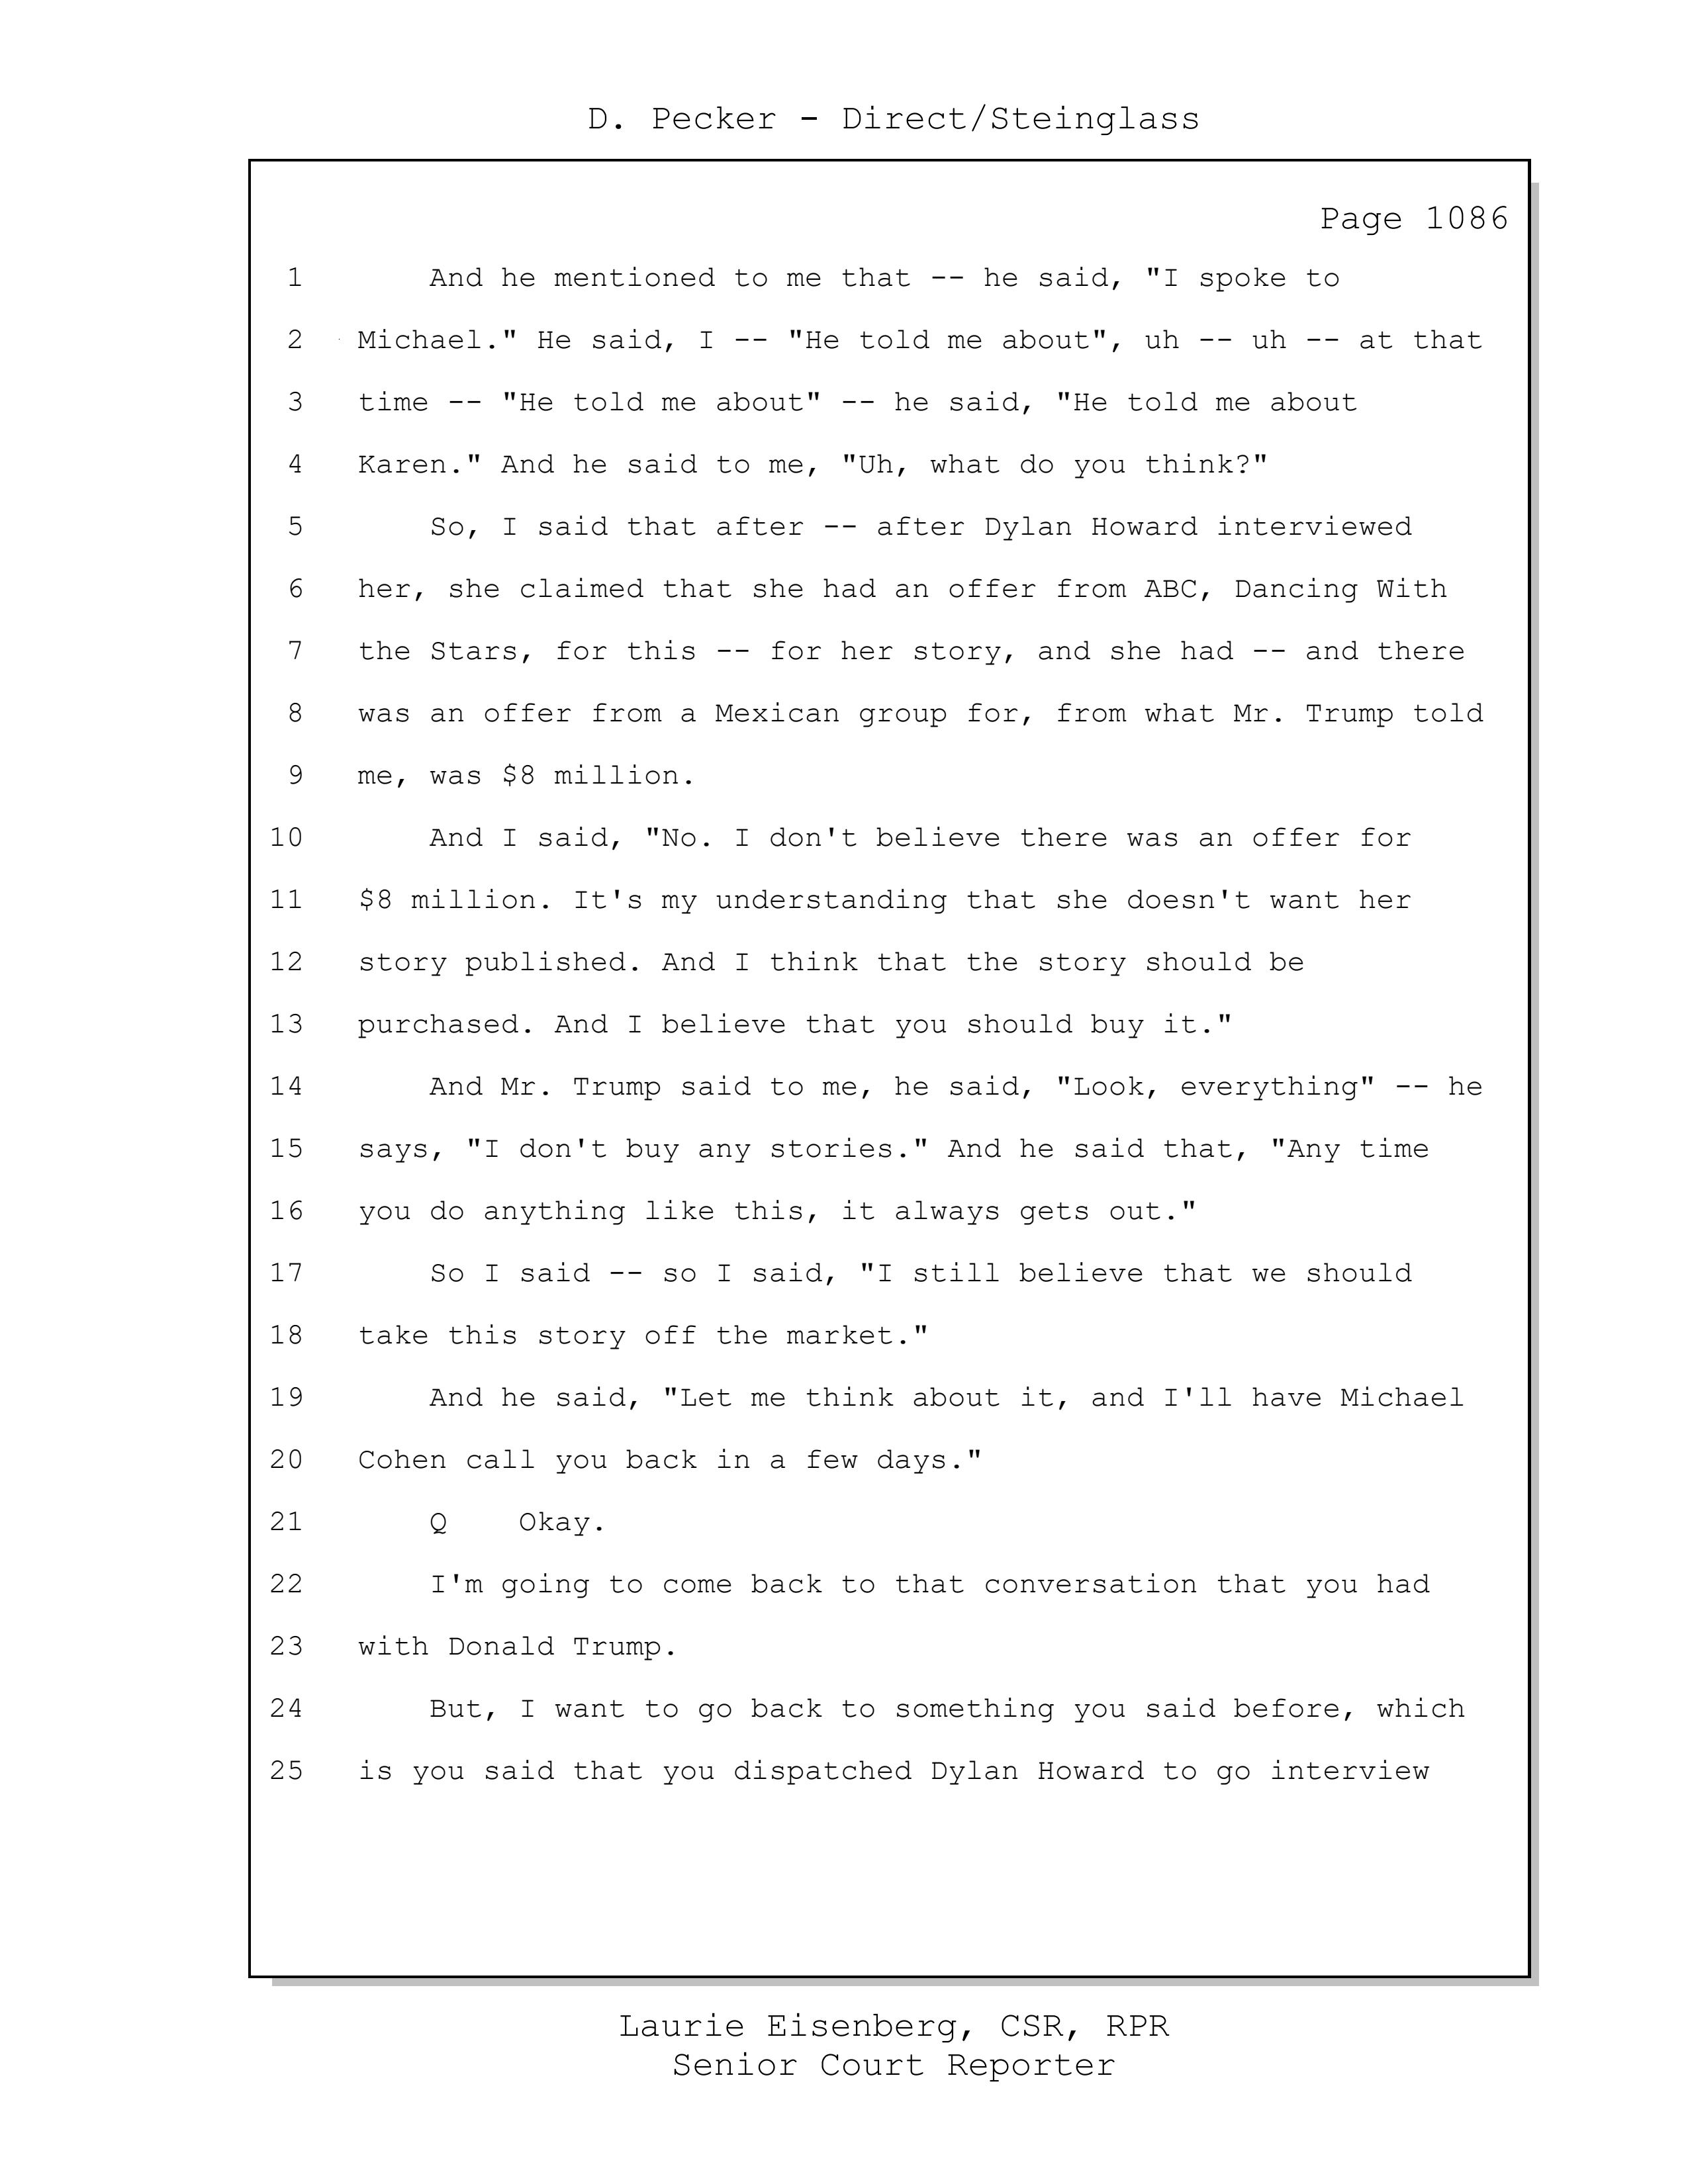 D. Pecker - Direct/Steinglass
Page 1086
1 And he mentioned to me that -- he said, "I spoke to
2 Michael." He said, I -- "He told me about", uh -- uh -- at that
3 time -- "He told me about" -- he said, "He told me about
4 Karen." And he said to me, "Uh, what do you think?"
5 So, I said that after -- after Dylan Howard interviewed
6 her, she claimed that she had an offer from ABC, Dancing With
7 the Stars, for this -- for her story, and she had -- and there
8 was an offer from a Mexican group for, from what Mr. Trump told
9 me, was $8 million.
10 And I said, "No. I don't believe there was an offer for
11 $8 million. It's my understanding that she doesn't want her
12 story published. And I think that the story should be
13 purchased. And I believe that you should buy it."
14 And Mr. Trump said to me, he said, "Look, everything" -- he
15 says, "I don't buy any stories." And he said that, "Any time
16 you do anything like this, it always gets out."
17 So I said -- so I said, "I still believe that we should
18 take this story off the market."
19 And he said, "Let me think about it, and I'll have Michael
20 Cohen call you back in a few days."
21 Q Okay.
22 I'm going to come back to that conversation that you had
23 with Donald Trump.
24 But, I want to go back to something you said before, which
25 is you said that you dispatched Dylan Howard to go interview
Laurie Eisenberg, CSR, RPR
Senior Court Reporter